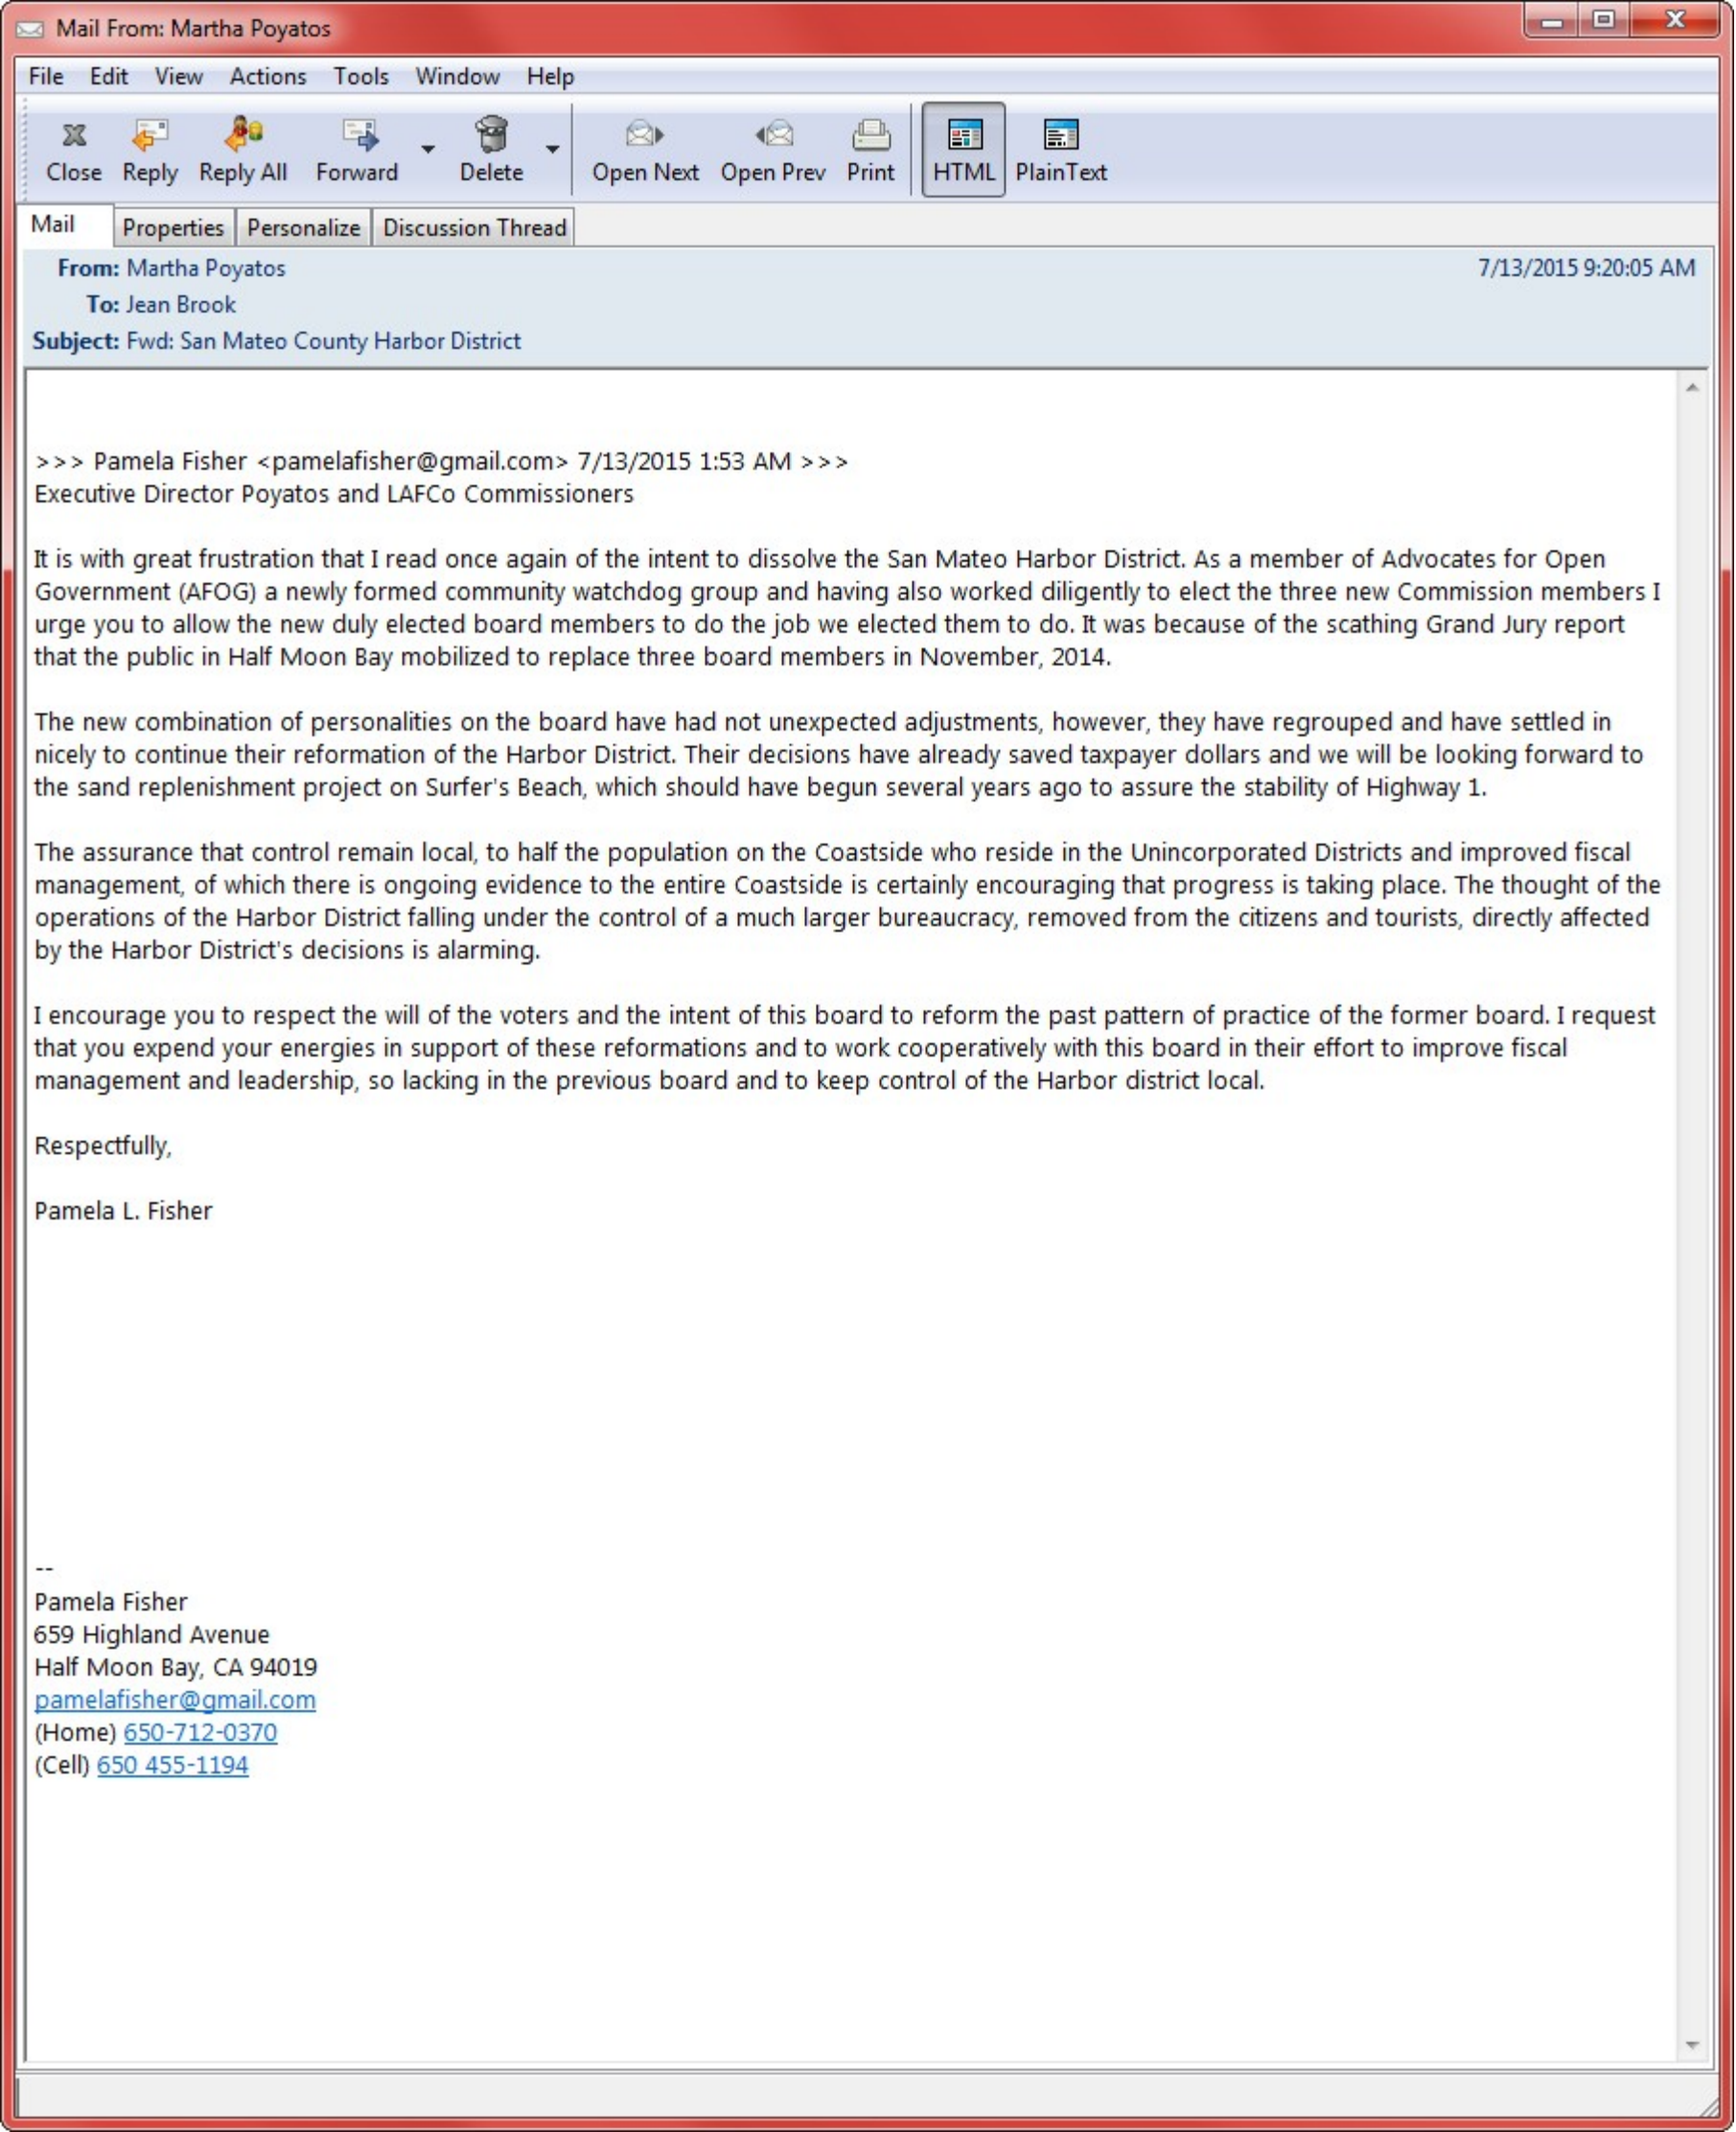 Mail From: Martha Poyatos
File Edit View Actions Tools Window Help
Close Reply Reply All Forward Delete Open Next Open Prev Print HTML PlainText
Mail Properties Personalize Discussion Thread
From: Martha Poyatos 7/13/2015 9:20:05 AM
To: Jean Brook
Subject: Fwd: San Mateo County Harbor District
>>> Pamela Fisher <pamelafisher@gmail.com> 7/13/2015 1:53 AM >>>
Executive Director Poyatos and LAFCo Commissioners
It is with great frustration that I read once again of the intent to dissolve the San Mateo Harbor District. As a member of Advocates for Open
Government (AFOG) a newly formed community watchdog group and having also worked diligently to elect the three new Commission members I
urge you to allow the new duly elected board members to do the job we elected them to do. It was because of the scathing Grand Jury report
that the public in Half Moon Bay mobilized to replace three board members in November, 2014.
The new combination of personalities on the board have had not unexpected adjustments, however, they have regrouped and have settled in
nicely to continue their reformation of the Harbor District. Their decisions have already saved taxpayer dollars and we will be looking forward to
the sand replenishment project on Surfer's Beach, which should have begun several years ago to assure the stability of Highway 1.
The assurance that control remain local, to half the population on the Coastside who reside in the Unincorporated Districts and improved fiscal
management, of which there is ongoing evidence to the entire Coastside is certainly encouraging that progress is taking place. The thought of the
operations of the Harbor District falling under the control of a much larger bureaucracy, removed from the citizens and tourists, directly affected
by the Harbor District's decisions is alarming.
I encourage you to respect the will of the voters and the intent of this board to reform the past pattern of practice of the former board. I request
that you expend your energies in support of these reformations and to work cooperatively with this board in their effort to improve fiscal
management and leadership, so lacking in the previous board and to keep control of the Harbor district local.
Respectfully,
Pamela L. Fisher
--
Pamela Fisher
659 Highland Avenue
Half Moon Bay, CA 94019
pamelafisher@gmail.com
(Home) 650-712-0370
(Cell) 650 455-1194